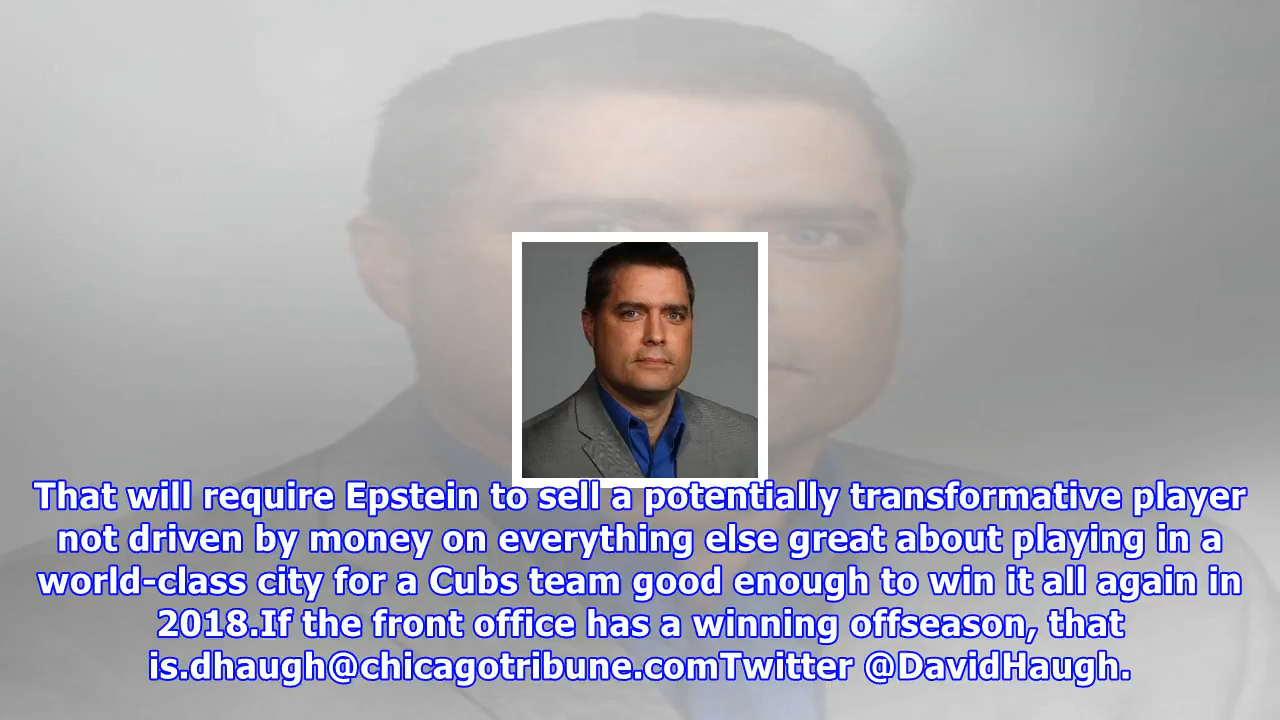 That will require Epstein to sell a potentially transformative player
not driven by money on everything else great about playing in a
world-class city for a Cubs team good enough to win it all again in
2018.If the front office has a winning offseason, that
is.dhaugh@chicagotribune.comTwitter @DavidHaugh.